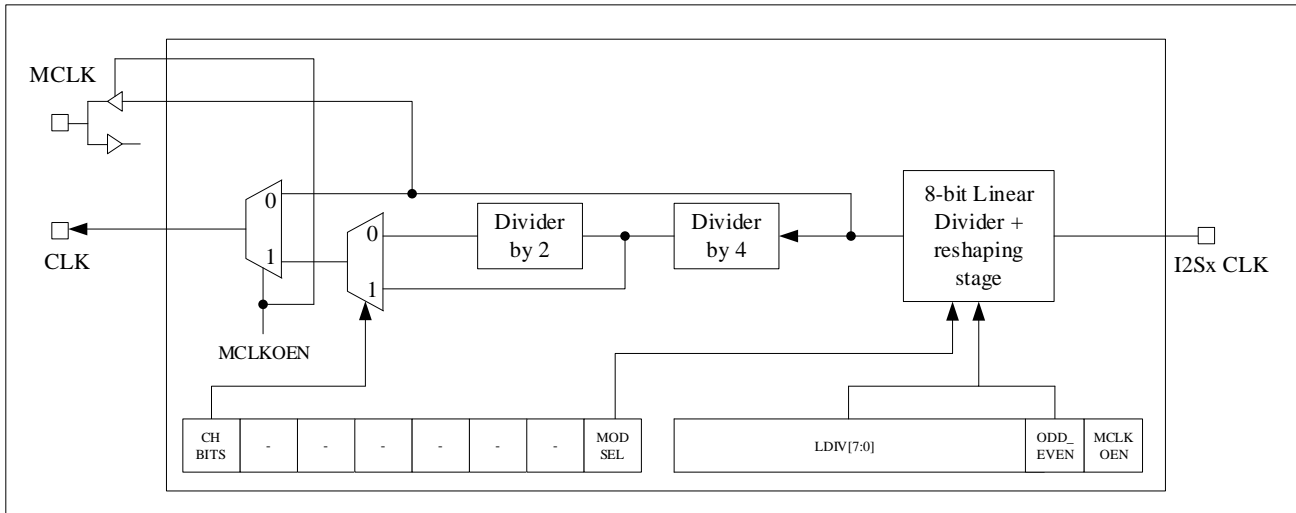 MCLK
0
1
CLK
0
1
Divider
by 2
Divider
by 4
8-bit Linear
Divider +
reshaping
stage
I2Sx CLK
MCLKOEN
CH
BITS
-
-
-
-
-
-
MOD
SEL
LDIV[7:0]
ODD_
EVEN
MCLK
OEN